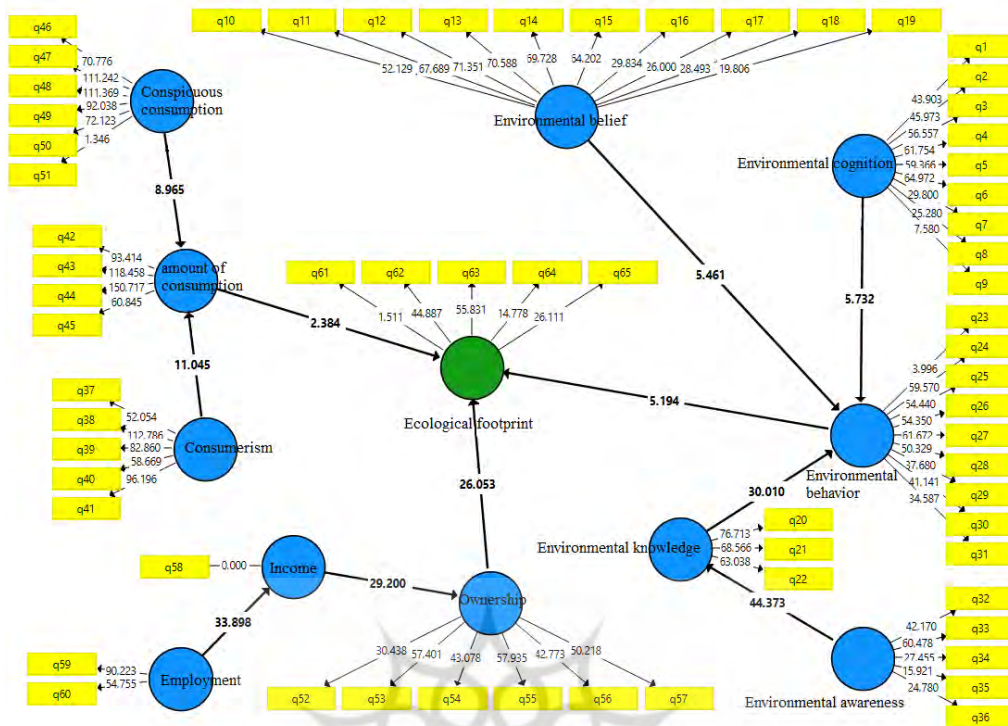 q46
q47
q48
q49
q50
q51
70.776
111.242
111.369
92.038
72.123
1.346
Conspicuous
consumption
8.965
q10
q11
q12
q13
q14
q15
q16
q17
q18
q19
52.129
67.689
71.351
70.588
69.728
64.202
29.834
26.000
28.493
19.806
Environmental belief
5.461
q1
q2
q3
q4
q5
q6
q7
q8
q9
43.903
45.973
56.557
61.754
59.366
64.972
29.800
25.280
7.580
Environmental cognition
5.732
q42
q43
q44
q45
93.414
118.458
150.717
60.845
amount of
consumption
2.384
q61
q62
q63
q64
q65
1.511
44.887
55.831
14.778
26.111
Ecological footprint
5.194
q23
q24
q25
q26
q27
q28
q29
q30
q31
3.996
59.570
54.440
54.350
61.672
50.329
37.680
41.141
34.587
Environmental
behavior
11.045
q37
q38
q39
q40
q41
52.054
112.786
82.860
58.669
96.196
Consumerism
26.053
30.010
Environmental knowledge
76.713
68.566
63.038
q20
q21
q22
q58
0.000
Income
29.200
Ownership
44.373
33.898
q59
q60
90.223
54.755
Employment
30.438
57.401
43.078
57.935
42.773
50.218
q52
q53
q54
q55
q56
q57
q32
q33
q34
q35
q36
42.170
60.478
27.455
15.921
24.780
Environmental awareness